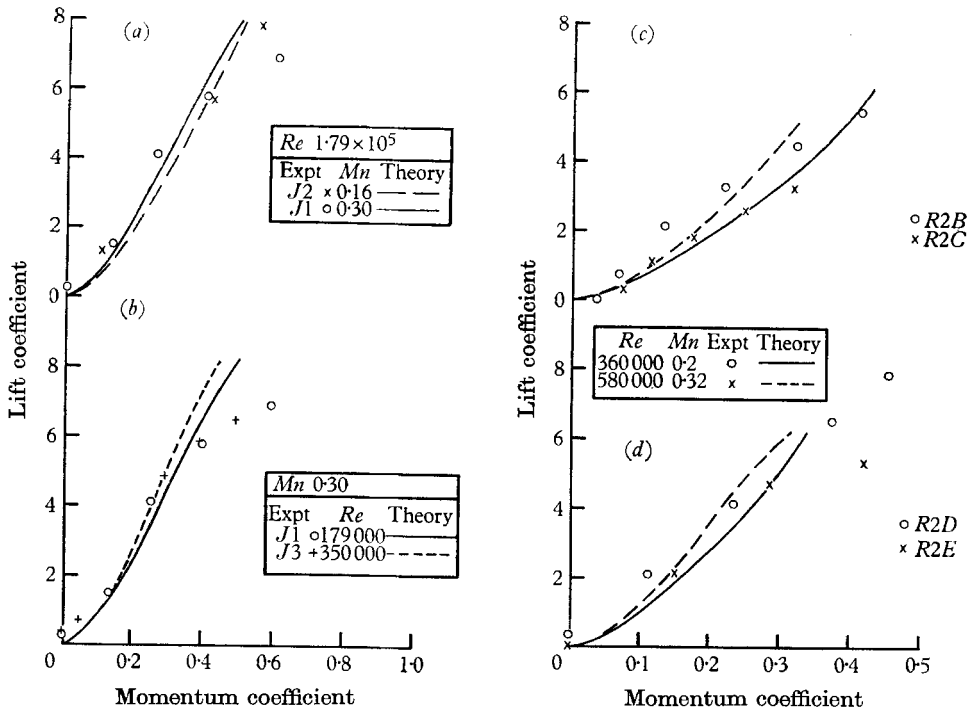 (a)
8
6
4
2
0
Re 1·79×10⁵
Expt Mn Theory
J2 × 0·16
J1 ○ 0·30
Lift coefficient
(b)
8
6
4
2
0
Mn 0·30
Expt Re Theory
J1 ○ 179 000
J3 + 350 000
0·2 0·4 0·6 0·8 1·0
Momentum coefficient
(c)
8
6
4
2
0
○ R2B
× R2C
Lift coefficient
Re Mn Expt Theory
360 000 0·2 ○
580 000 0·32 ×
(d)
8
6
4
2
0
○ R2D
× R2E
0·1 0·2 0·3 0·4 0·5
Momentum coefficient